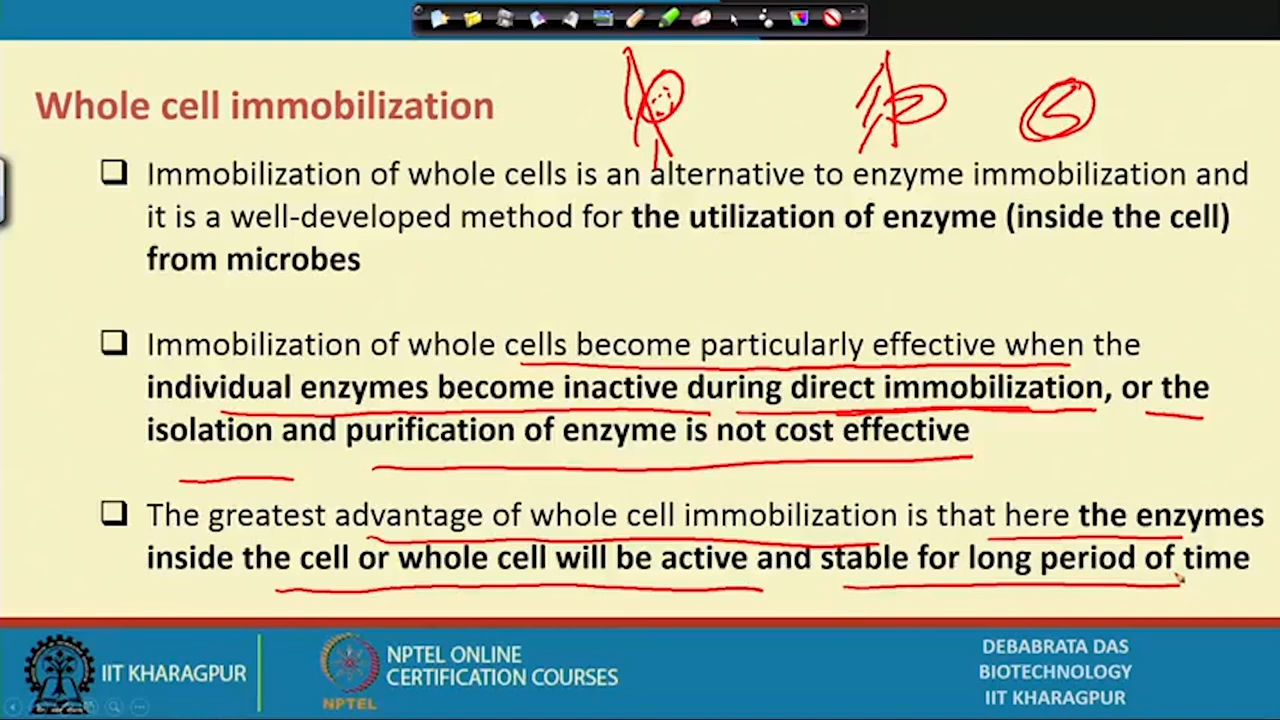 Whole cell immobilization
❑ Immobilization of whole cells is an alternative to enzyme immobilization and
it is a well-developed method for the utilization of enzyme (inside the cell)
from microbes
❑ Immobilization of whole cells become particularly effective when the
individual enzymes become inactive during direct immobilization, or the
isolation and purification of enzyme is not cost effective
❑ The greatest advantage of whole cell immobilization is that here the enzymes
inside the cell or whole cell will be active and stable for long period of time
IIT KHARAGPUR
NPTEL
NPTEL ONLINE
CERTIFICATION COURSES
DEBABRATA DAS
BIOTECHNOLOGY
IIT KHARAGPUR